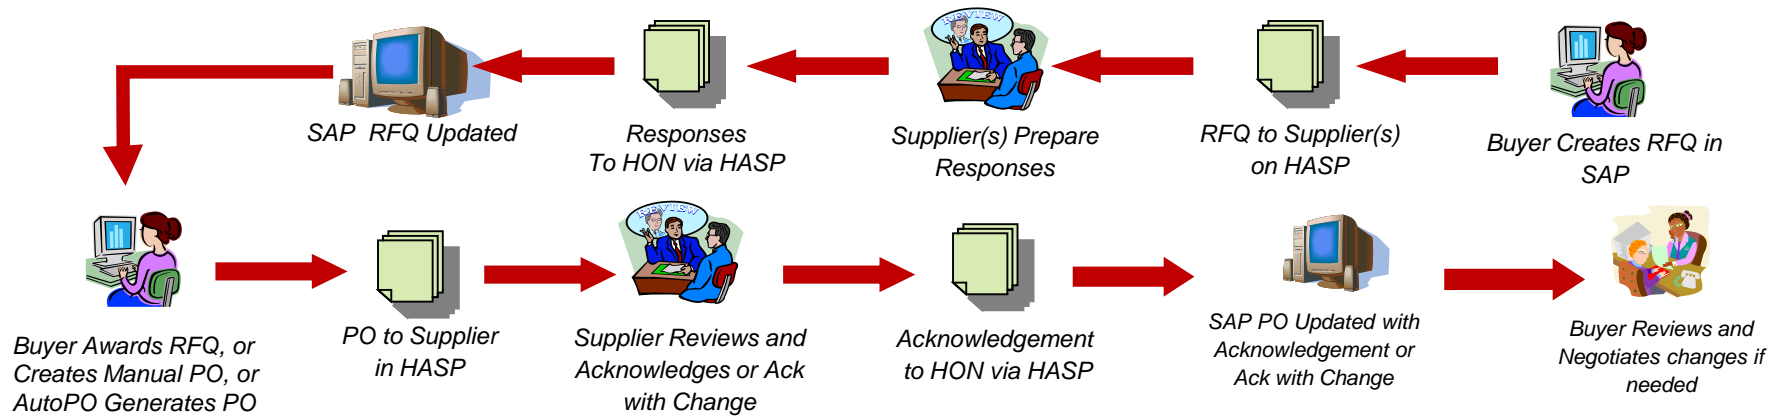 REVIEW
SAP RFQ Updated
Responses
To HON via HASP
Supplier(s) Prepare
Responses
RFQ to Supplier(s)
on HASP
Buyer Creates RFQ in
SAP
REVIEW
Buyer Awards RFQ, or
Creates Manual PO, or
AutoPO Generates PO
PO to Supplier
in HASP
Supplier Reviews and
Acknowledges or Ack
with Change
Acknowledgement
to HON via HASP
SAP PO Updated with
Acknowledgement or
Ack with Change
Buyer Reviews and
Negotiates changes if
needed